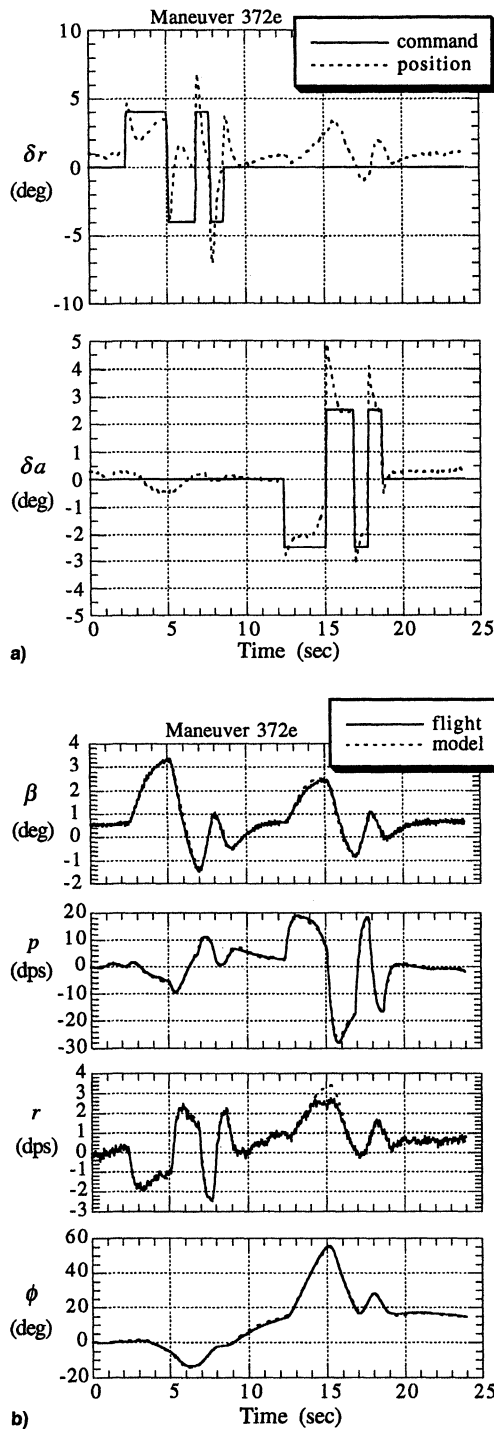 Maneuver 372e
command
position
10
5
0
-5
-10
δr
(deg)
5
4
3
2
1
0
-1
-2
-3
-4
-5
δa
(deg)
0 5 10 15 20 25
Time (sec)
a)
Maneuver 372e
flight
model
4
3
2
1
0
-1
-2
β
(deg)
20
10
0
-10
-20
-30
p
(dps)
4
3
2
1
0
-1
-2
-3
r
(dps)
60
40
20
0
-20
ϕ
(deg)
0 5 10 15 20 25
Time (sec)
b)